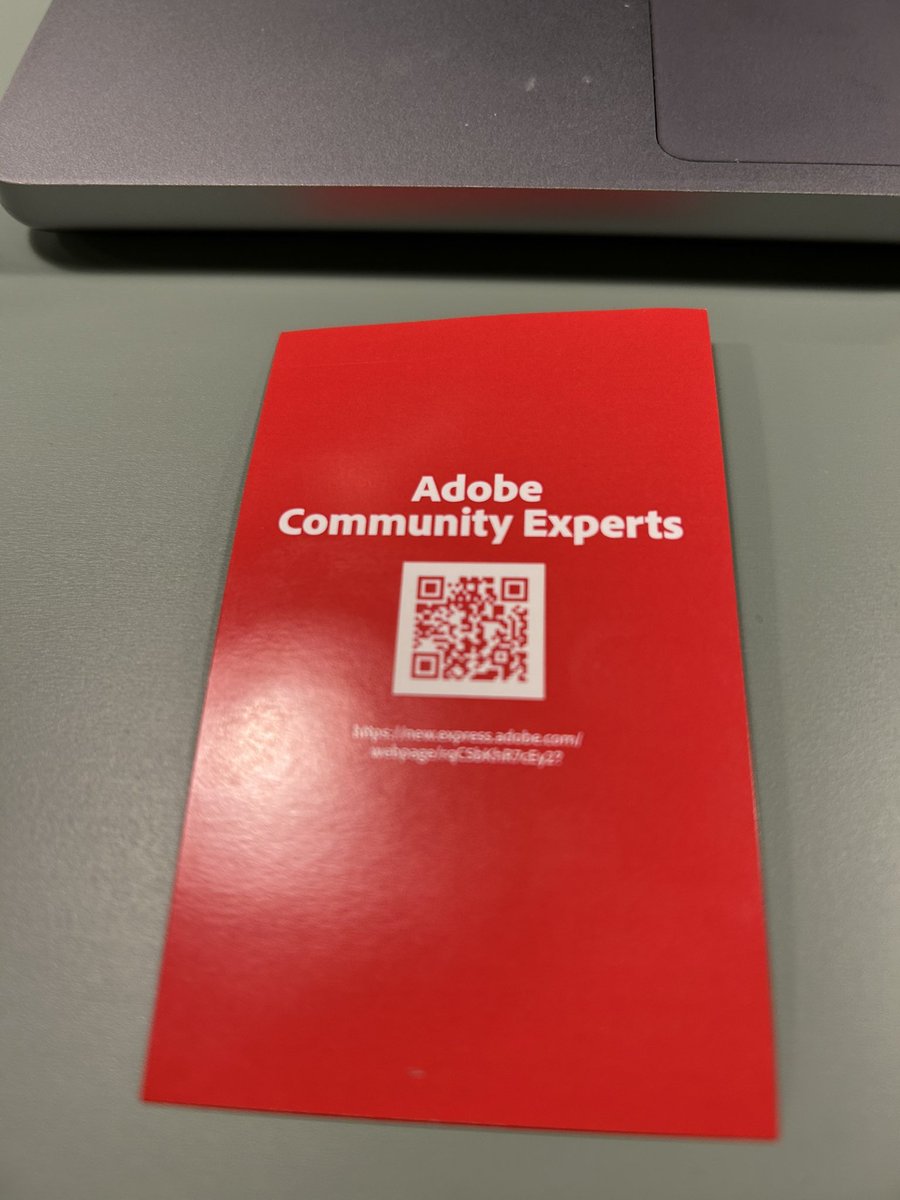 Adobe
Community Experts
https://new.express.adobe.com/